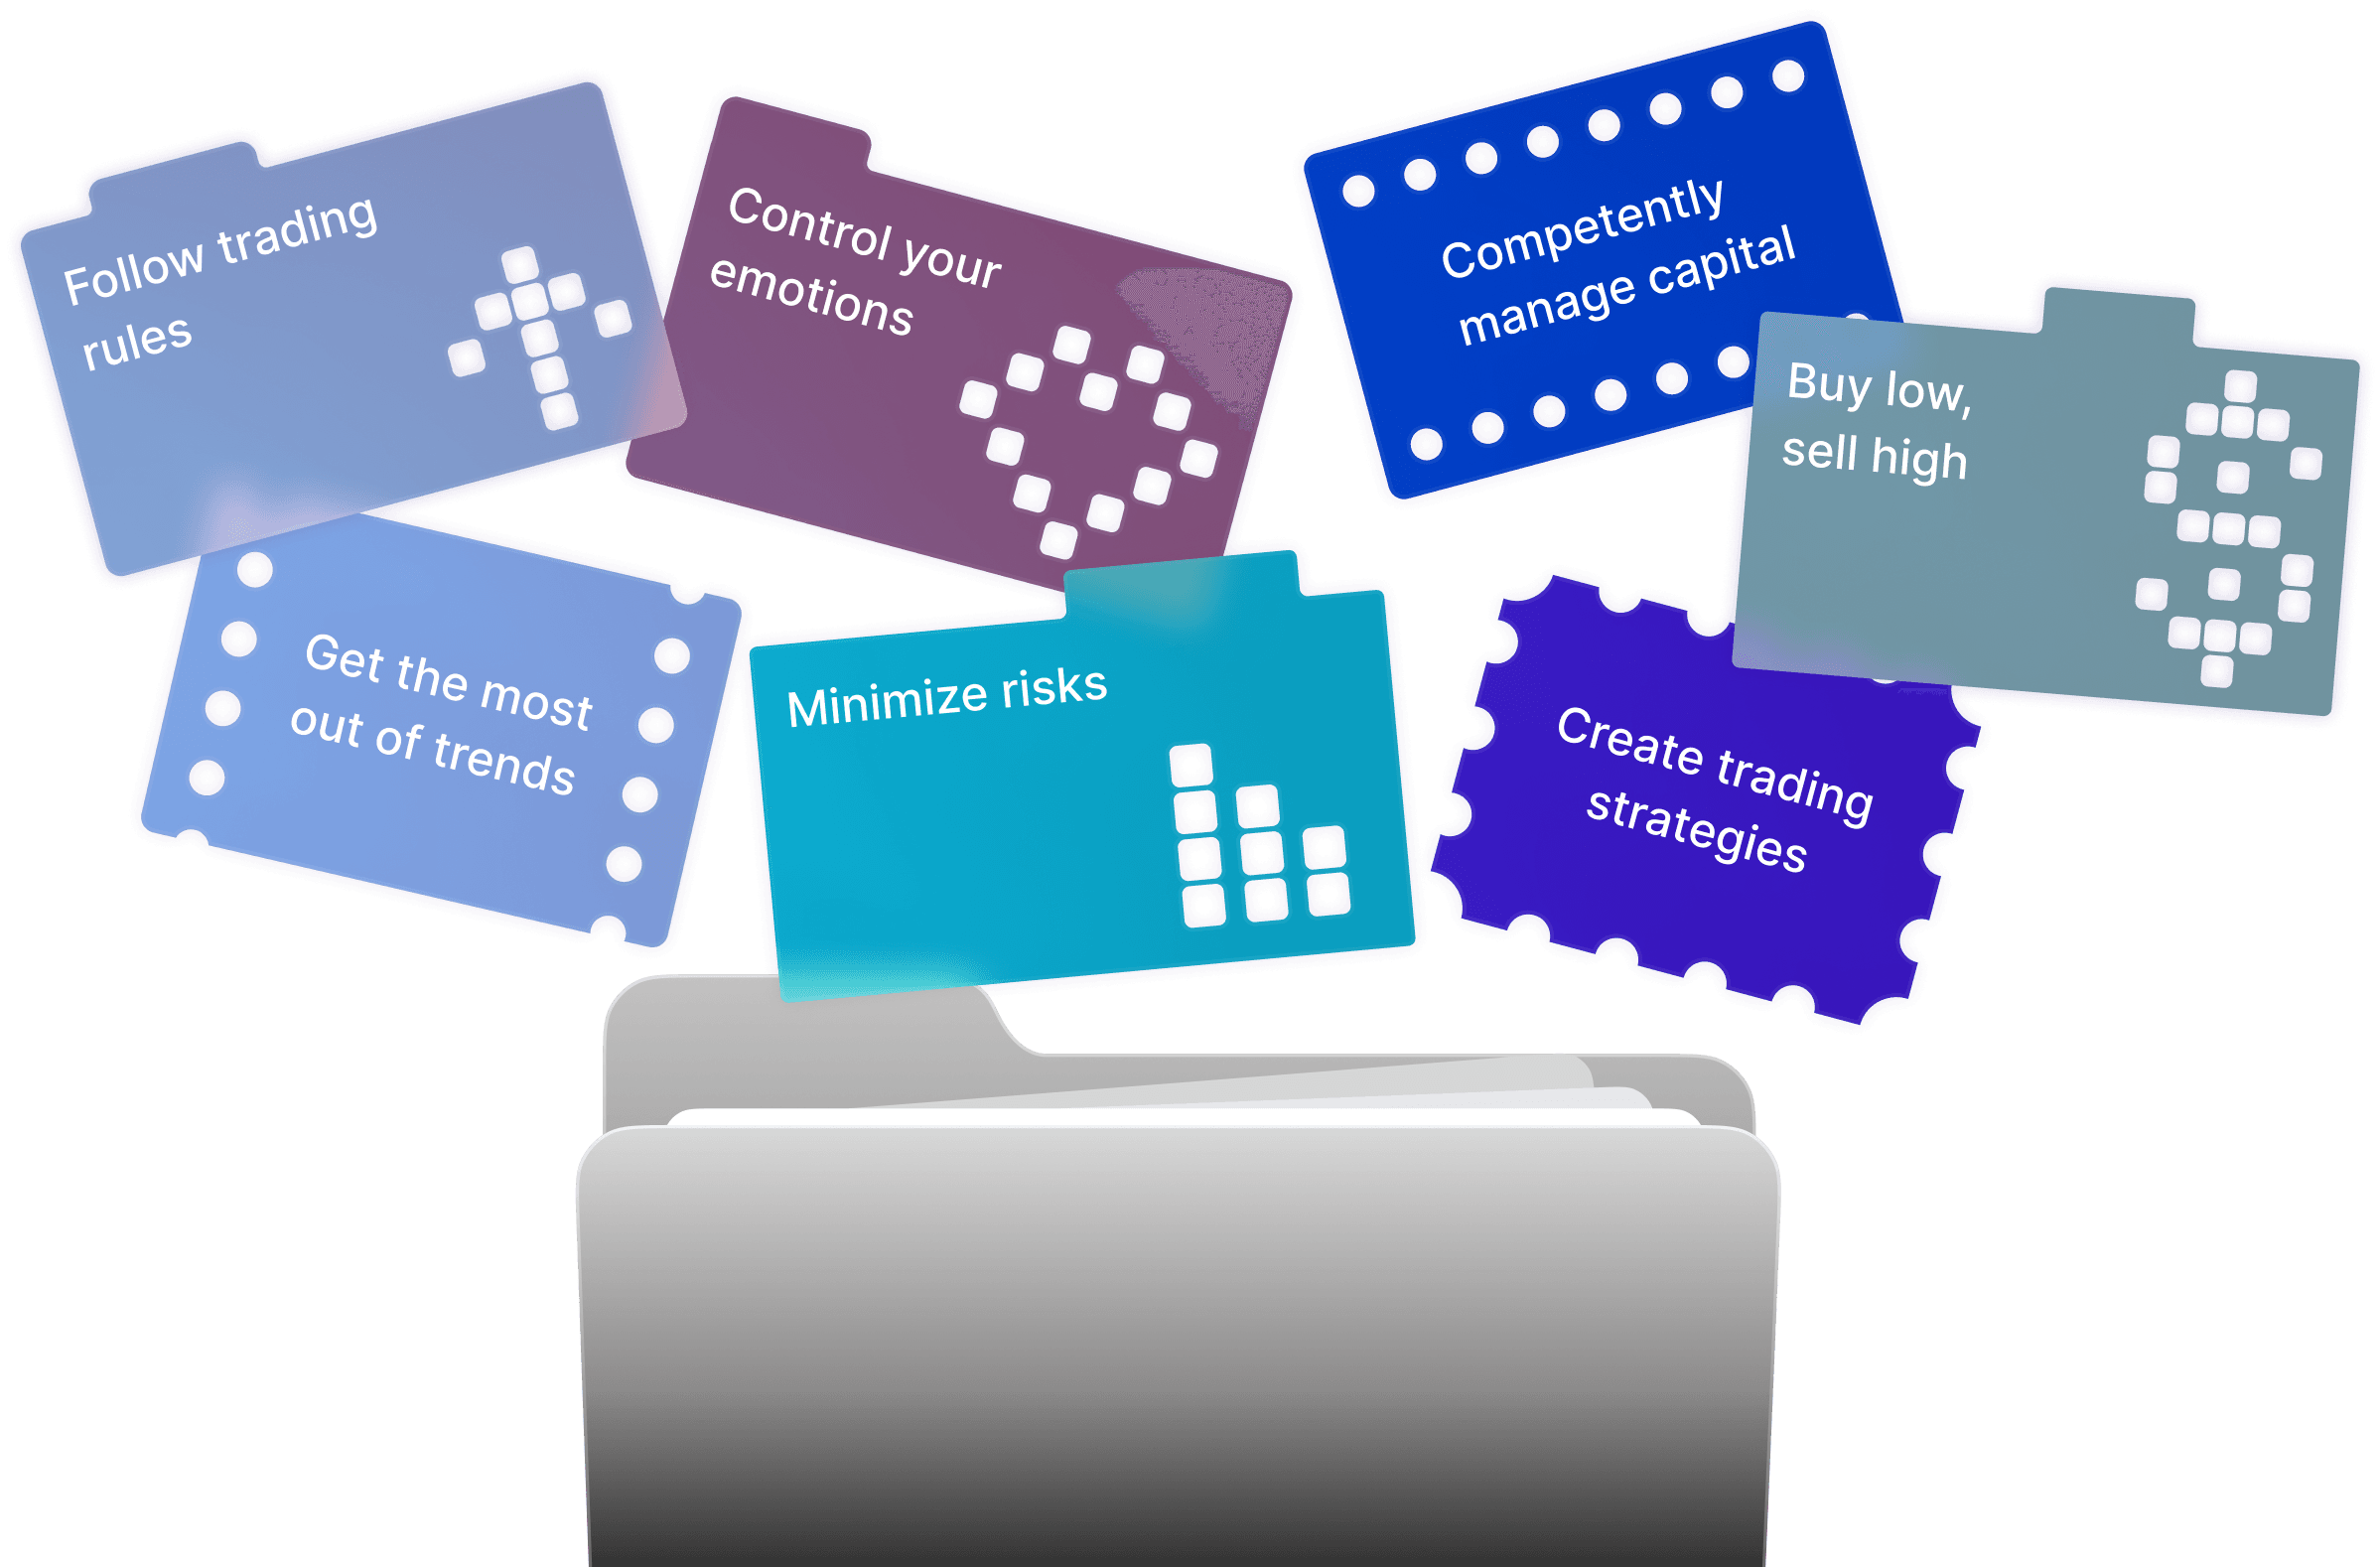 Follow trading
rules
Control your
emotions
Competently
manage capital
Buy low,
sell high
Get the most
out of trends
Minimize risks
Create trading
strategies